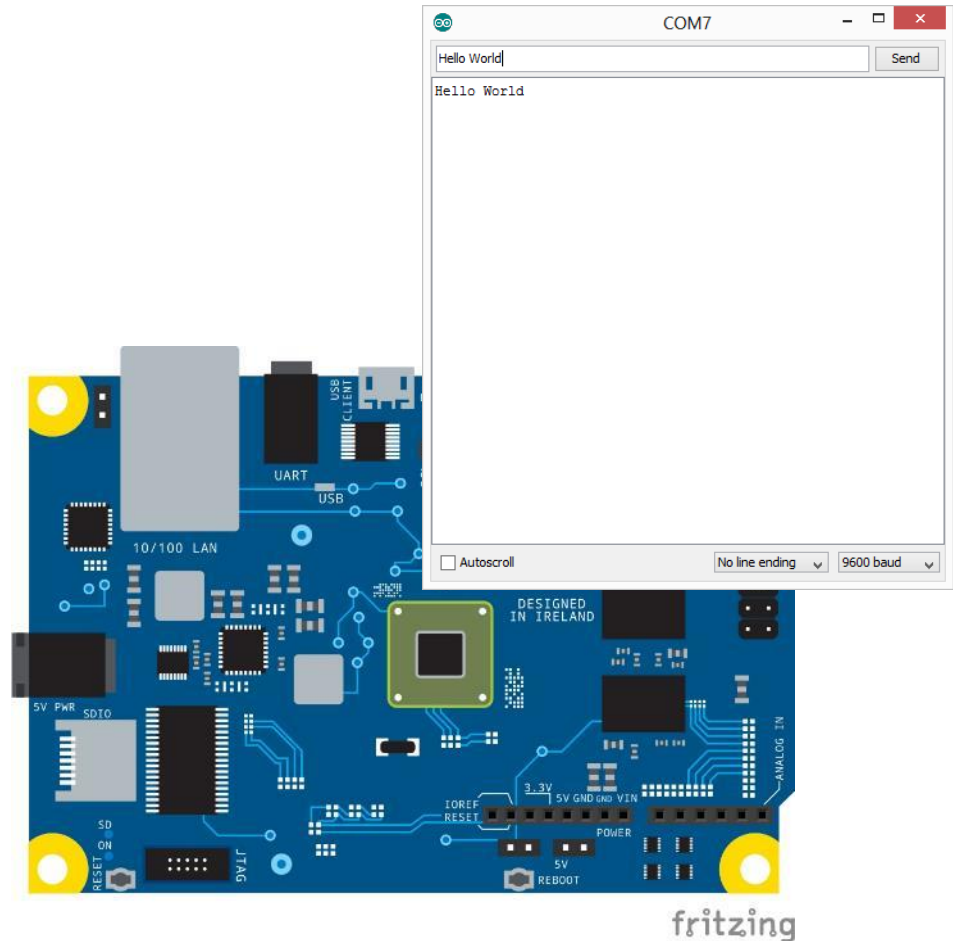 COM7
Hello World
Send
Hello World
Autoscroll
No line ending
9600 baud
USB
CLIENT
UART
USB
10/100 LAN
DESIGNED
IN IRELAND
5V PWR
SDIO
ANALOG IN
3.3V
IOREF
5V GND GND VIN
RESET
POWER
SD
ON
RESET
JTAG
5V
REBOOT
fritzing